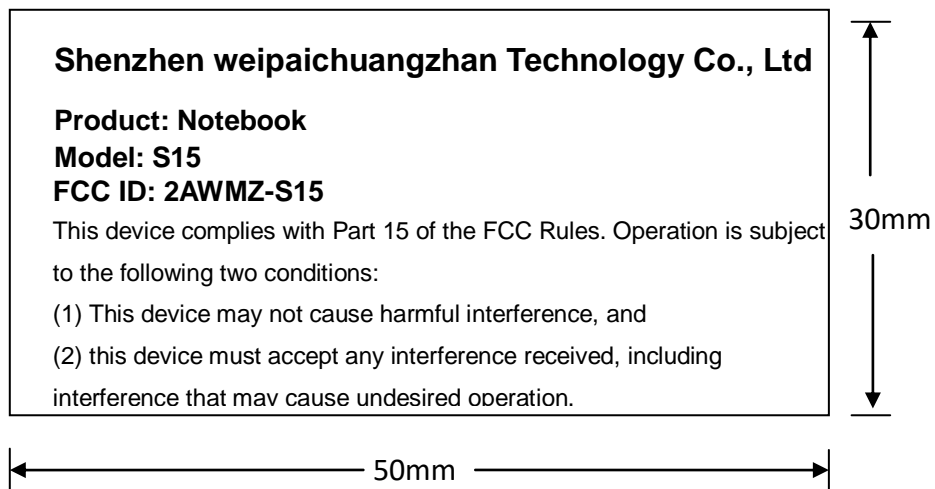 Shenzhen weipaichuangzhan Technology Co., Ltd
Product: Notebook
Model: S15
FCC ID: 2AWMZ-S15
This device complies with Part 15 of the FCC Rules. Operation is subject
to the following two conditions:
(1) This device may not cause harmful interference, and
(2) this device must accept any interference received, including
interference that may cause undesired operation.
30mm
50mm